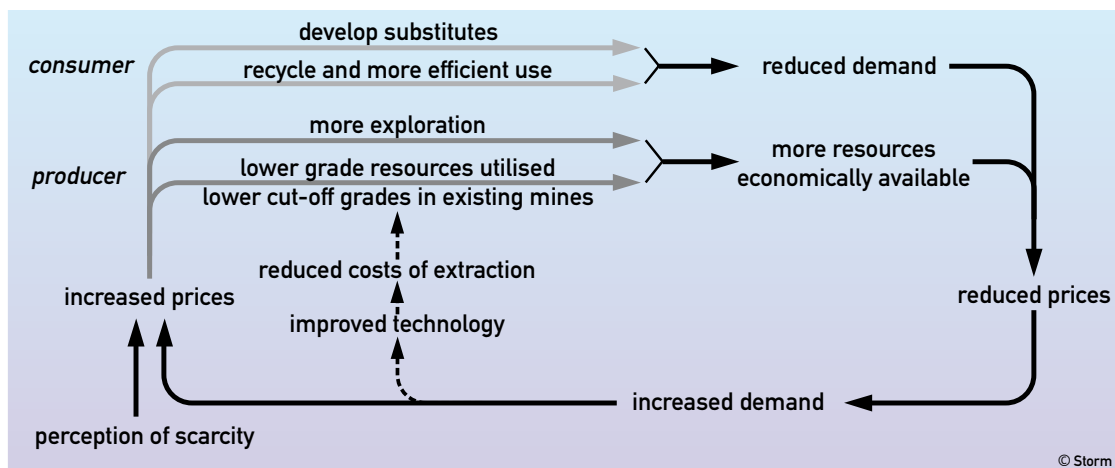 develop substitutes
consumer
recycle and more efficient use
reduced demand
more exploration
producer
lower grade resources utilised
lower cut-off grades in existing mines
more resources
economically available
reduced costs of extraction
increased prices
reduced prices
improved technology
increased demand
perception of scarcity
© Storm